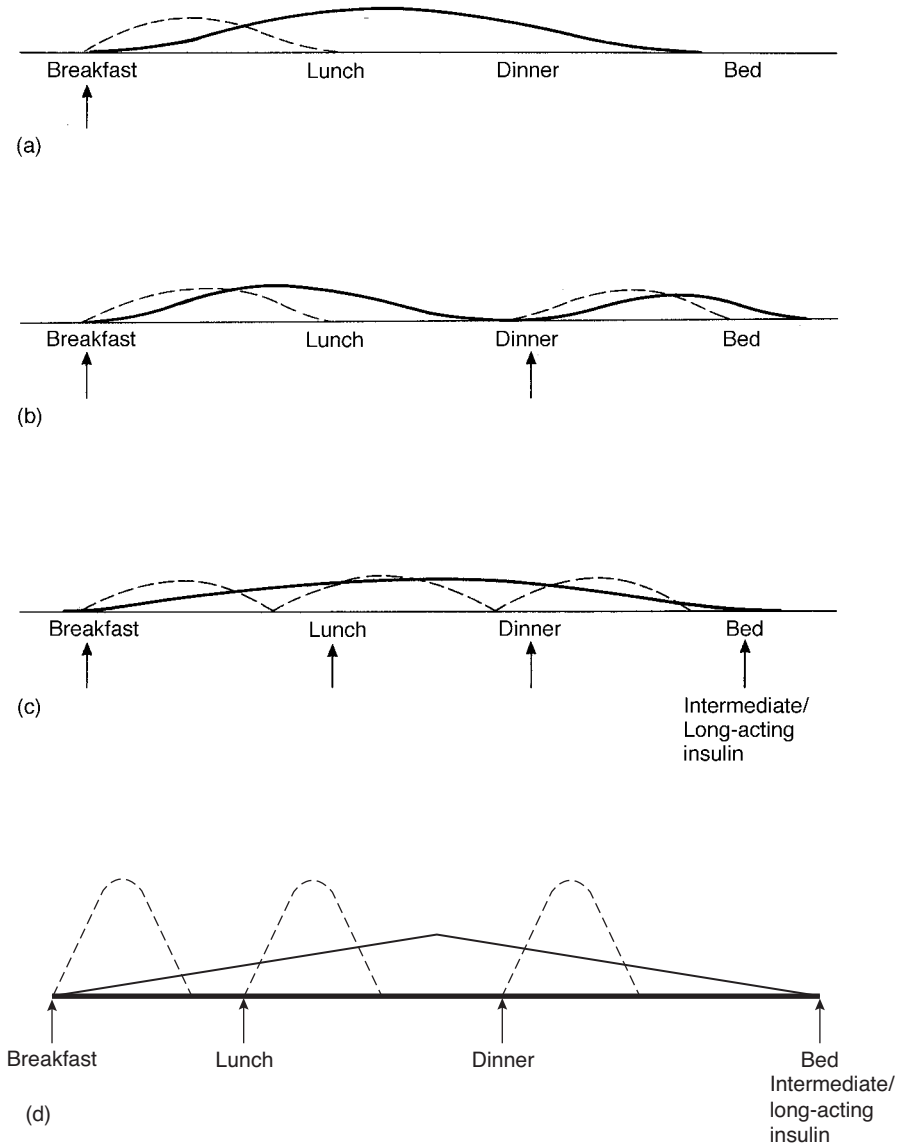 Breakfast Lunch Dinner Bed
(a)
Breakfast Lunch Dinner Bed
(b)
Breakfast Lunch Dinner Bed
Intermediate/
Long-acting
insulin
(c)
Breakfast Lunch Dinner Bed
Intermediate/
long-acting
insulin
(d)